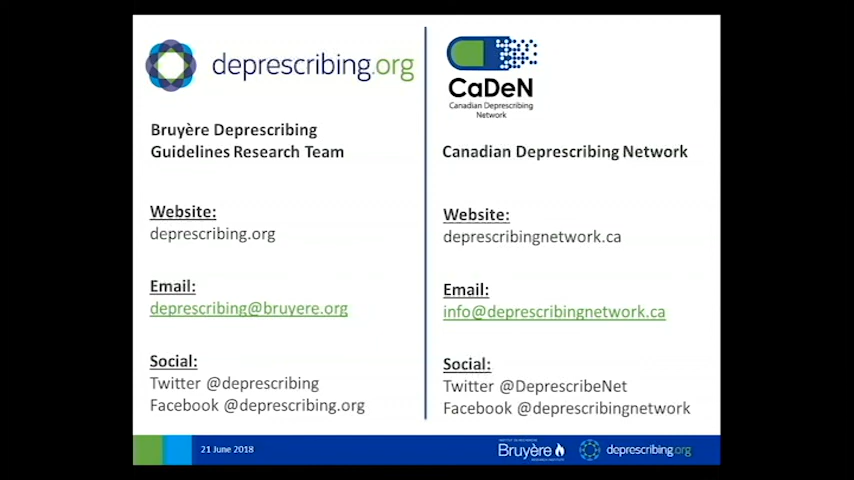 deprescribing.org
Bruyère Deprescribing
Guidelines Research Team
Website:
deprescribing.org
Email:
deprescribing@bruyere.org
Social:
Twitter @deprescribing
Facebook @deprescribing.org
CaDeN
Canadian Deprescribing
Network
Canadian Deprescribing Network
Website:
deprescribingnetwork.ca
Email:
info@deprescribingnetwork.ca
Social:
Twitter @DeprescribeNet
Facebook @deprescribingnetwork
21 June 2018
Bruyère
deprescribing.org